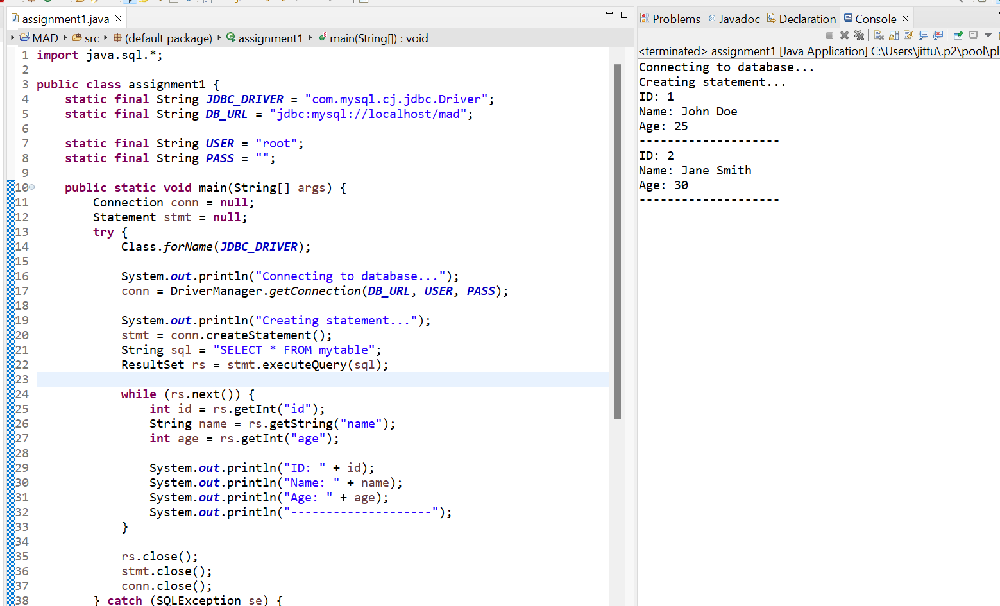 assignment1.java
MAD src (default package) assignment1 main(String[]) : void
1 import java.sql.*;
2
3 public class assignment1 {
4 static final String JDBC_DRIVER = "com.mysql.cj.jdbc.Driver";
5 static final String DB_URL = "jdbc:mysql://localhost/mad";
6
7 static final String USER = "root";
8 static final String PASS = "";
9
10 public static void main(String[] args) {
11 Connection conn = null;
12 Statement stmt = null;
13 try {
14 Class.forName(JDBC_DRIVER);
15
16 System.out.println("Connecting to database...");
17 conn = DriverManager.getConnection(DB_URL, USER, PASS);
18
19 System.out.println("Creating statement...");
20 stmt = conn.createStatement();
21 String sql = "SELECT * FROM mytable";
22 ResultSet rs = stmt.executeQuery(sql);
23
24 while (rs.next()) {
25 int id = rs.getInt("id");
26 String name = rs.getString("name");
27 int age = rs.getInt("age");
28
29 System.out.println("ID: " + id);
30 System.out.println("Name: " + name);
31 System.out.println("Age: " + age);
32 System.out.println("--------------------");
33 }
34
35 rs.close();
36 stmt.close();
37 conn.close();
38 } catch (SQLException se) {
Problems Javadoc Declaration Console
<terminated> assignment1 [Java Application] C:\Users\jittu\.p2\pool\pl
Connecting to database...
Creating statement...
ID: 1
Name: John Doe
Age: 25
--------------------
ID: 2
Name: Jane Smith
Age: 30
--------------------